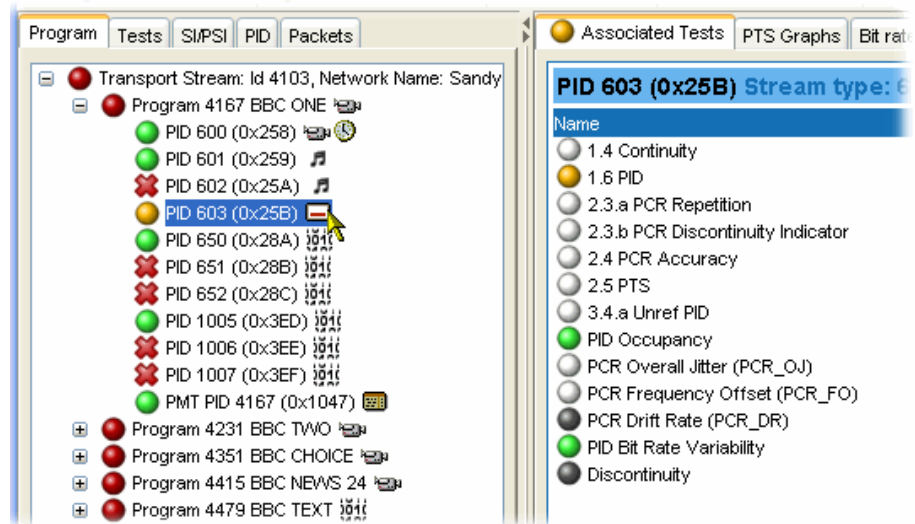 Program Tests SI/PSI PID Packets
Transport Stream: Id 4103, Network Name: Sandy
Program 4167 BBC ONE
PID 600 (0x258)
PID 601 (0x259)
PID 602 (0x25A)
PID 603 (0x25B)
PID 650 (0x28A)
PID 651 (0x28B)
PID 652 (0x28C)
PID 1005 (0x3ED)
PID 1006 (0x3EE)
PID 1007 (0x3EF)
PMT PID 4167 (0x1047)
Program 4231 BBC TWO
Program 4351 BBC CHOICE
Program 4415 BBC NEWS 24
Program 4479 BBC TEXT
Associated Tests PTS Graphs Bit rate
PID 603 (0x25B) Stream type: 6
Name
1.4 Continuity
1.6 PID
2.3.a PCR Repetition
2.3.b PCR Discontinuity Indicator
2.4 PCR Accuracy
2.5 PTS
3.4.a Unref PID
PID Occupancy
PCR Overall Jitter (PCR_OJ)
PCR Frequency Offset (PCR_FO)
PCR Drift Rate (PCR_DR)
PID Bit Rate Variability
Discontinuity